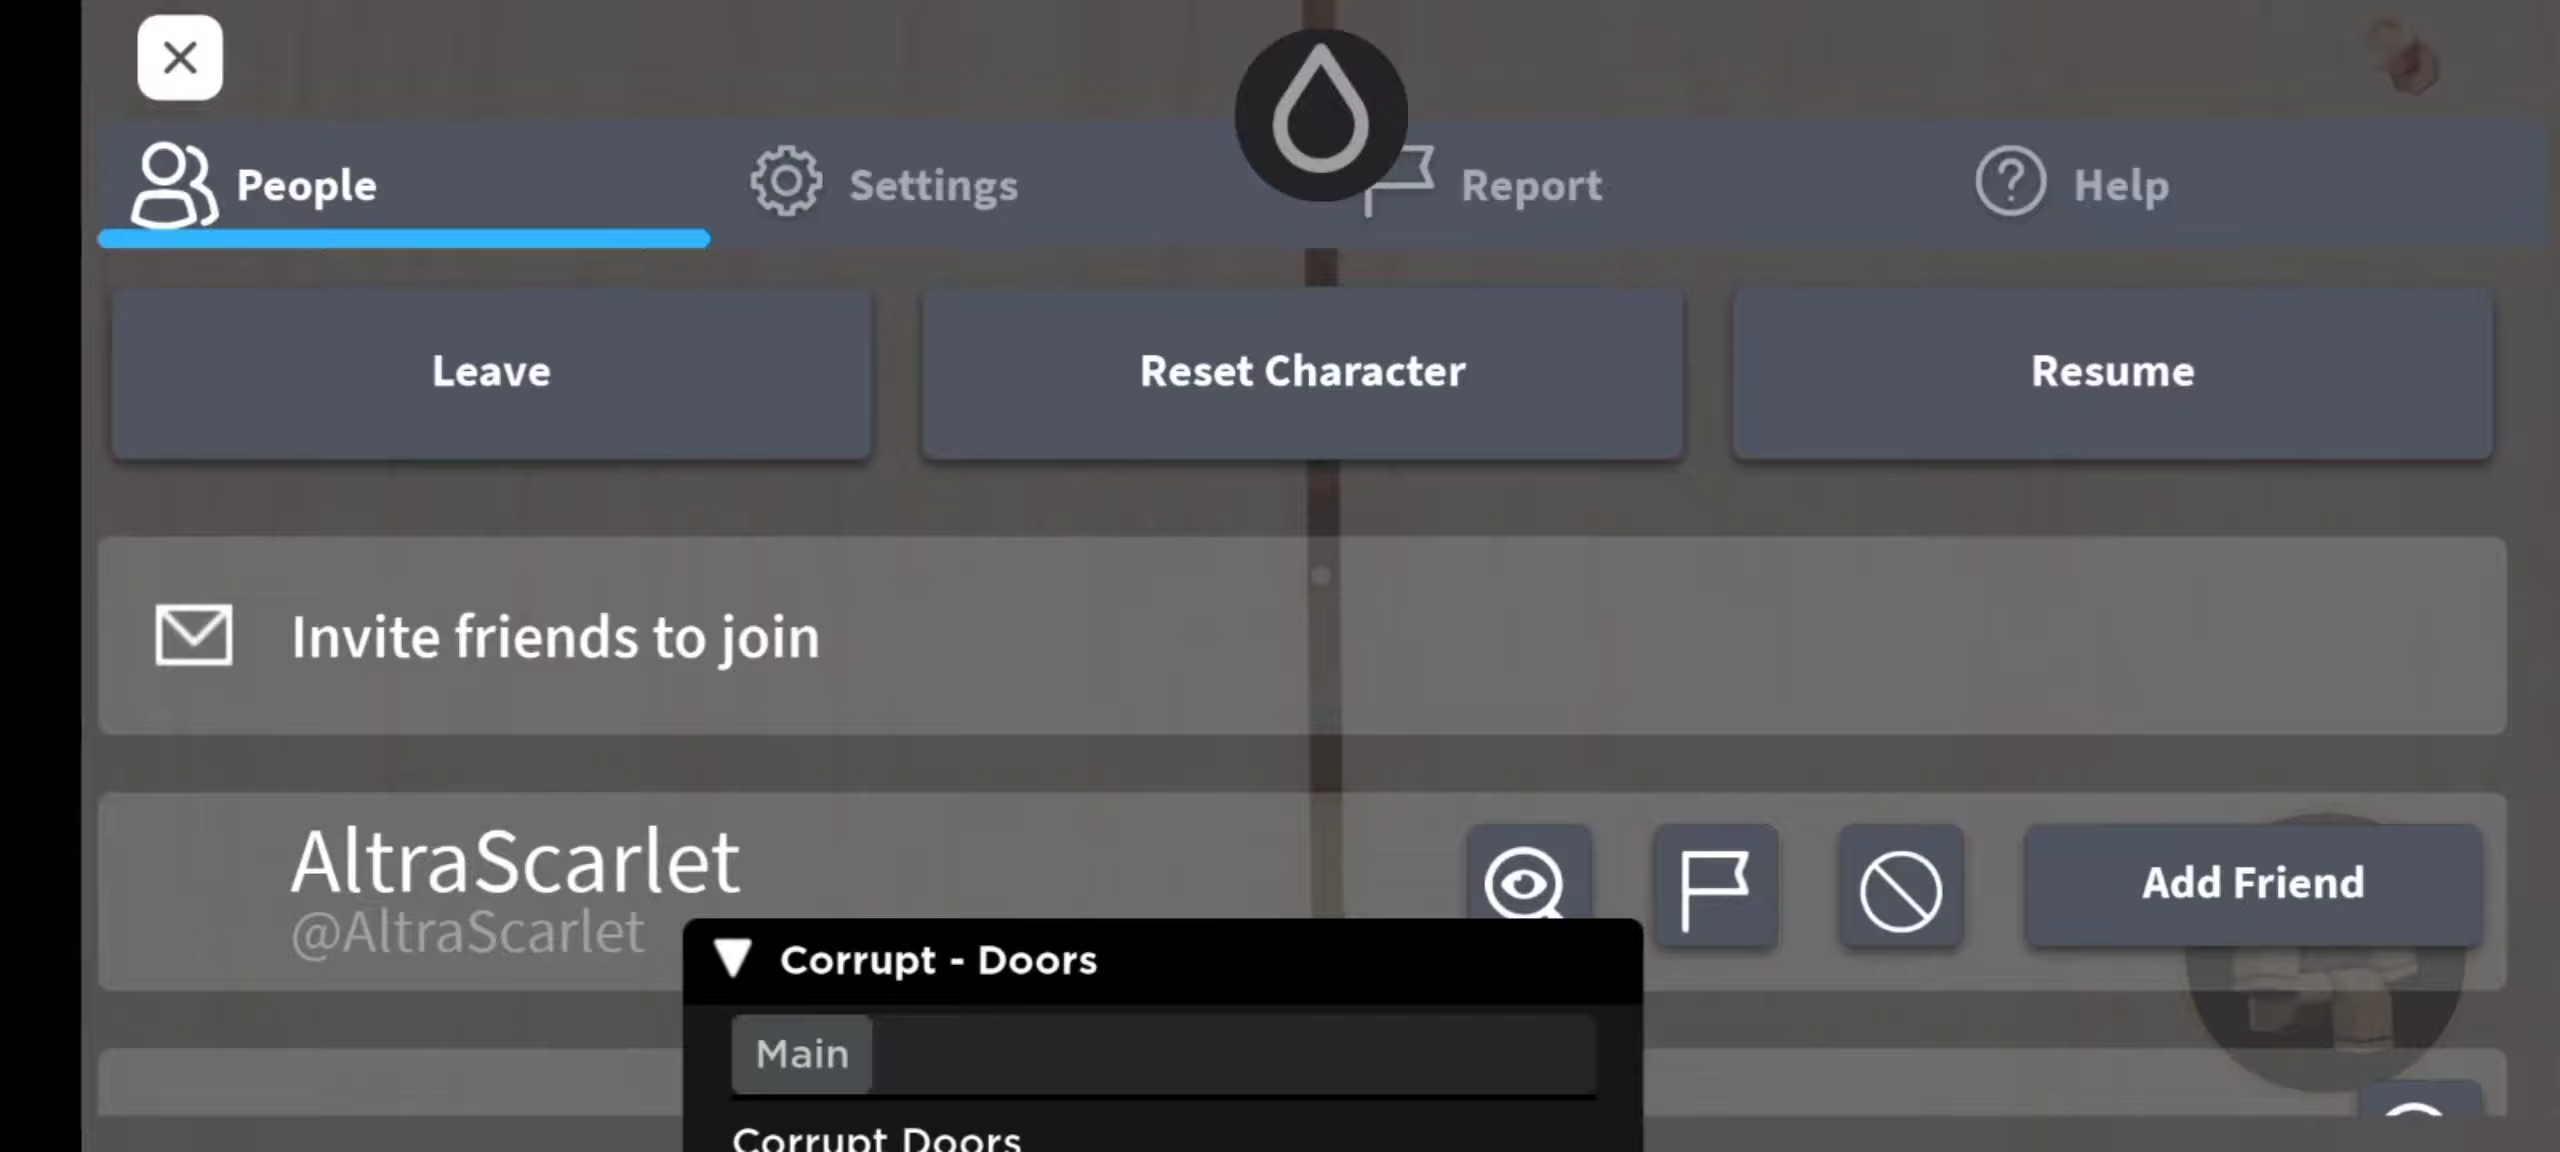 People
Settings
Report
Help
Leave
Reset Character
Resume
Invite friends to join
AltraScarlet
@AltraScarlet
Add Friend
Corrupt - Doors
Main
Corrupt Doors